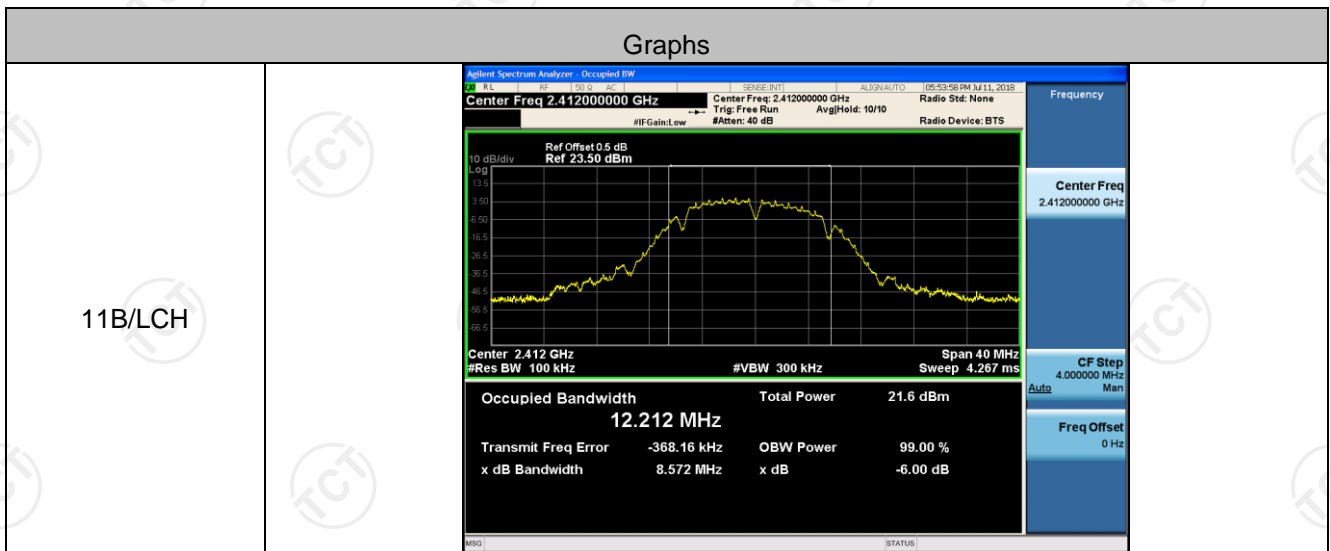 Graphs
11B/LCH
Agilent Spectrum Analyzer - Occupied BW
RL RF 50 Ω AC SENSE:INT ALIGNAUTO 05:53:58 PM Jul 11, 2018
Center Freq 2.412000000 GHz
Center Freq: 2.412000000 GHz
Radio Std: None
Trig: Free Run Avg|Hold: 10/10
#IFGain:Low #Atten: 40 dB Radio Device: BTS
Ref Offset 0.5 dB
10 dB/div Ref 23.50 dBm
Log
13.5
3.50
-6.50
-16.5
-26.5
-36.5
-46.5
-56.5
-66.5
Center 2.412 GHz Span 40 MHz
#Res BW 100 kHz #VBW 300 kHz Sweep 4.267 ms
Occupied Bandwidth Total Power 21.6 dBm
12.212 MHz
Transmit Freq Error -368.16 kHz OBW Power 99.00 %
x dB Bandwidth 8.572 MHz x dB -6.00 dB
MSG STATUS
Frequency
Center Freq
2.412000000 GHz
CF Step
4.000000 MHz
Auto Man
Freq Offset
0 Hz
TCT
TCT
TCT
TCT
TCT